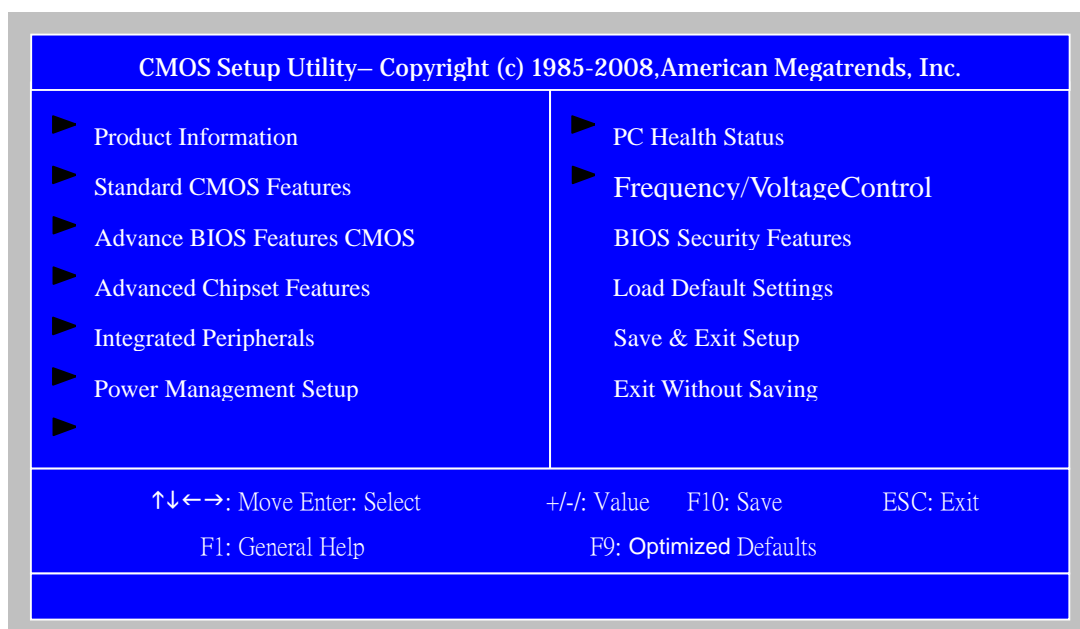 CMOS Setup Utility– Copyright (c) 1985-2008,American Megatrends, Inc.
Product Information
Standard CMOS Features
Advance BIOS Features CMOS
Advanced Chipset Features
Integrated Peripherals
Power Management Setup
PC Health Status
Frequency/VoltageControl
BIOS Security Features
Load Default Settings
Save & Exit Setup
Exit Without Saving
↑↓←→: Move Enter: Select +/-/: Value F10: Save ESC: Exit
F1: General Help F9: Optimized Defaults